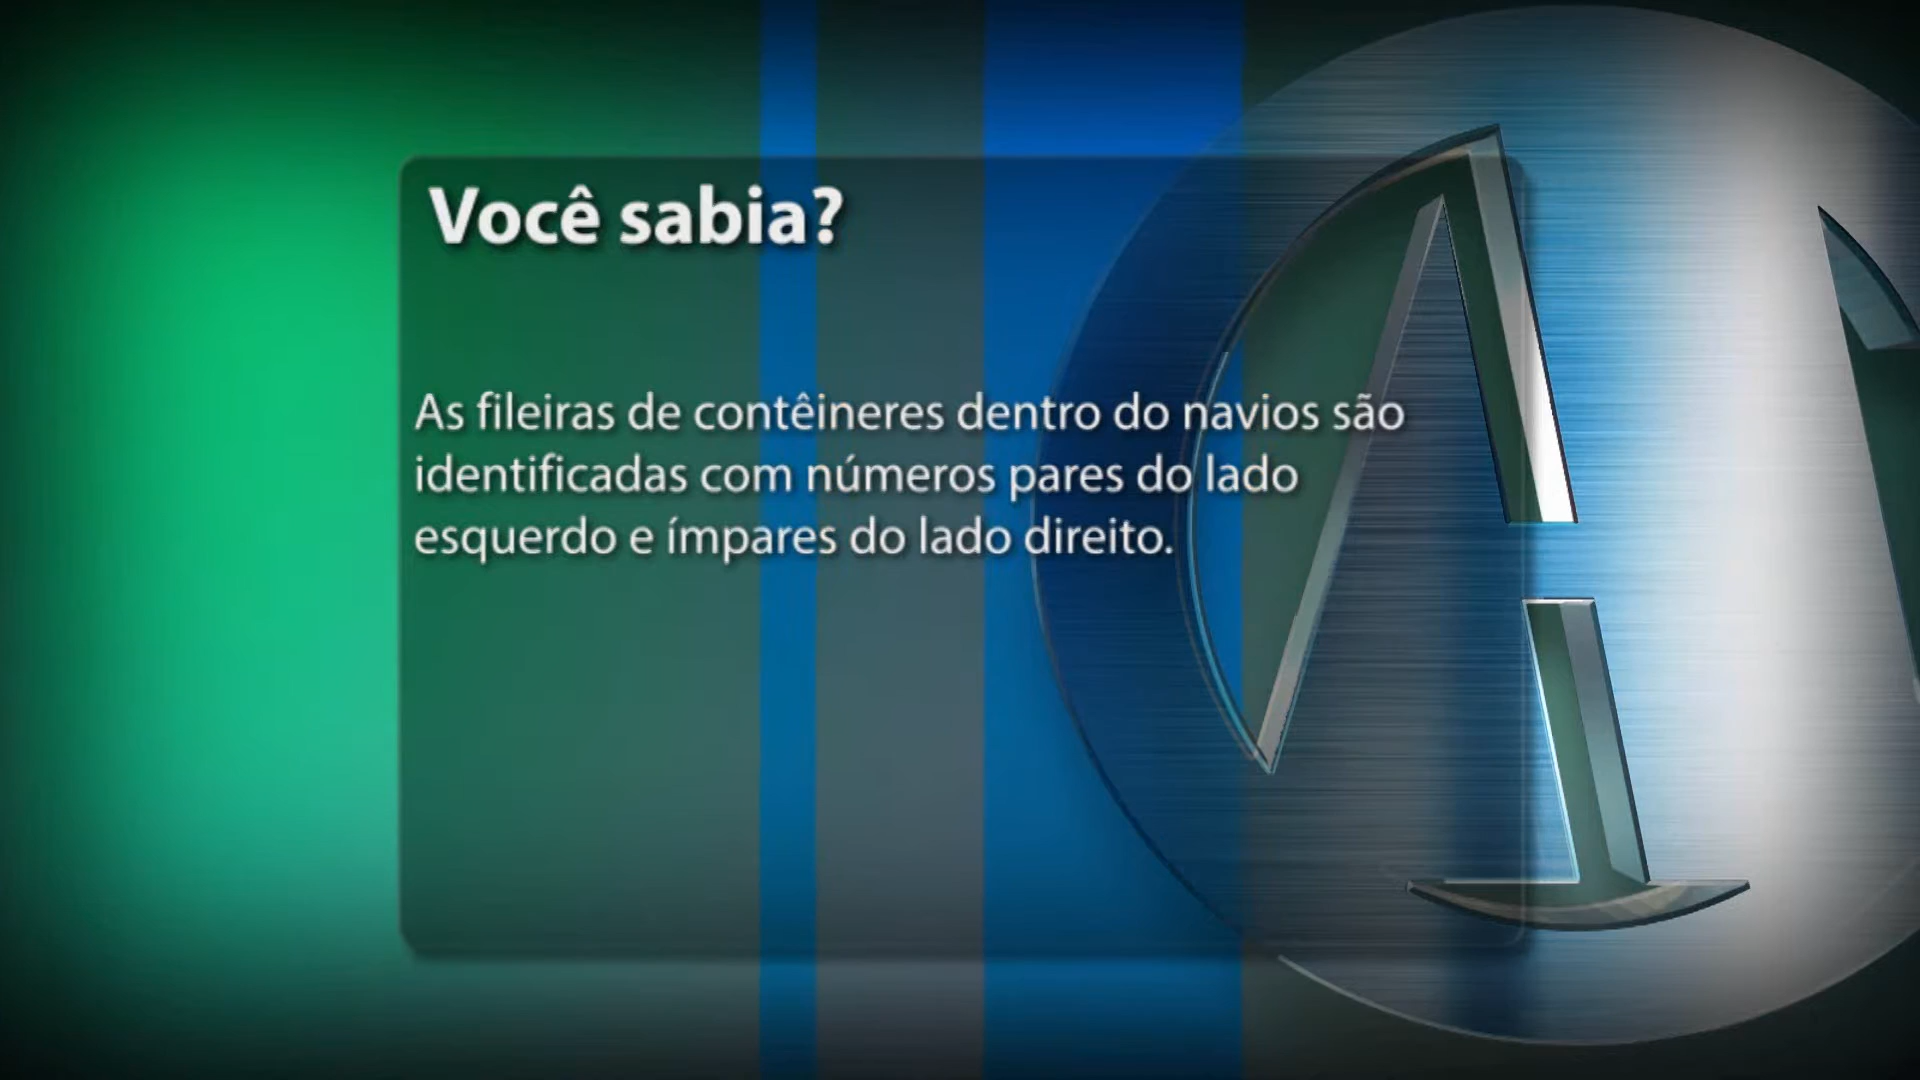 Você sabia?
As fileiras de contêineres dentro do navios são
identificadas com números pares do lado
esquerdo e ímpares do lado direito.